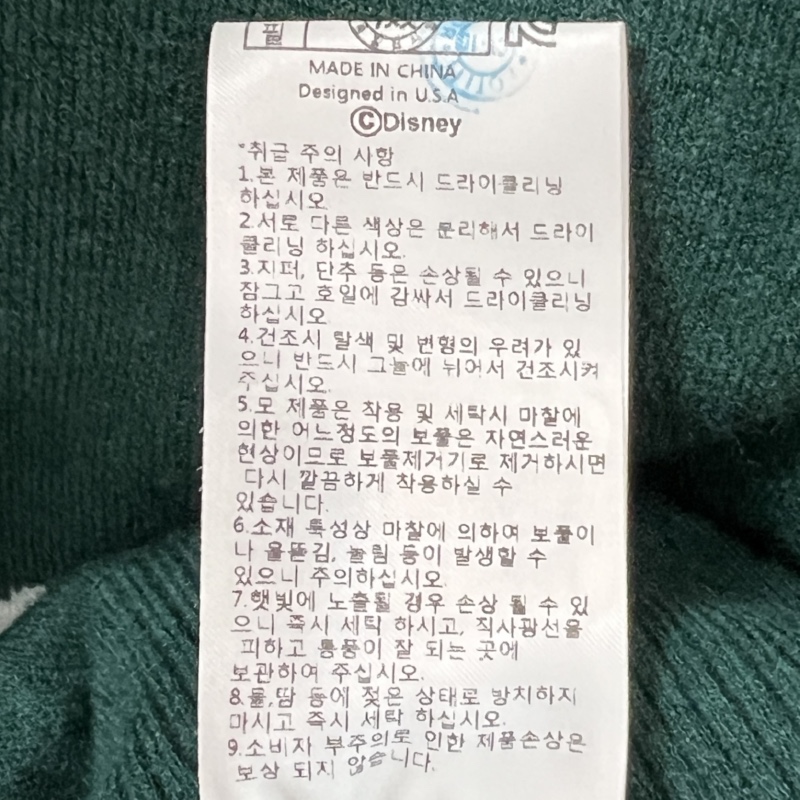 품
MADE IN CHINA
Designed in U.S.A
©Disney
*취급 주의 사항
1.본 제품은 반드시 드라이클리닝
하십시오
2.서로 다른 색상은 분리해서 드라이
클리닝 하십시오.
3.지퍼, 단추 등은 손상될 수 있으니
잠그고 호일에 감싸서 드라이클리닝
하십시오
4.건조시 탈색 및 변형의 우려가 있
으니 반드시 그늘에 뉘어서 건조시켜
주십시오.
5.모 제품은 착용 및 세탁시 마찰에
의한 어느정도의 보풀은 자연스러운
현상이므로 보풀제거기로 제거하시면
다시 깔끔하게 착용하실 수
있습니다.
6.소재 특성상 마찰에 의하여 보풀이
나 올뜯김, 눌림 등이 발생할 수
있으니 주의하십시오
7.햇빛에 노출될 경우 손상 될 수 있
으니 즉시 세탁 하시고, 직사광선을
피하고 통풍이 잘 되는 곳에
보관하여 주십시오.
8.물,땀 등에 젖은 상태로 방치하지
마시고 즉시 세탁 하십시오.
9.소비자 부주의로 인한 제품손상은
보상 되지 않습니다.